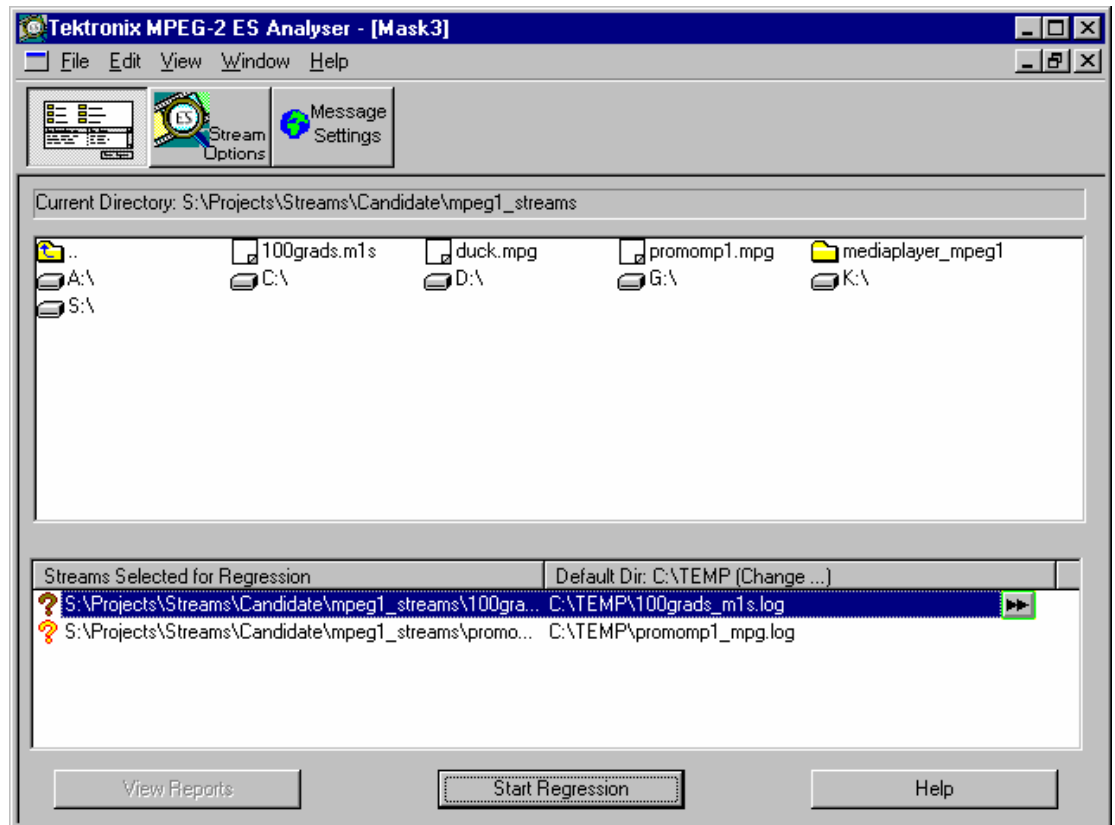 Tektronix MPEG-2 ES Analyser - [Mask3]
File Edit View Window Help
ES Stream Options
Message Settings
Current Directory: S:\Projects\Streams\Candidate\mpeg1_streams
.. 100grads.m1s duck.mpg promomp1.mpg mediaplayer_mpeg1
A:\ C:\ D:\ G:\ K:\
S:\
Streams Selected for Regression Default Dir: C:\TEMP (Change ...)
S:\Projects\Streams\Candidate\mpeg1_streams\100gra... C:\TEMP\100grads_m1s.log
S:\Projects\Streams\Candidate\mpeg1_streams\promo... C:\TEMP\promomp1_mpg.log
View Reports Start Regression Help